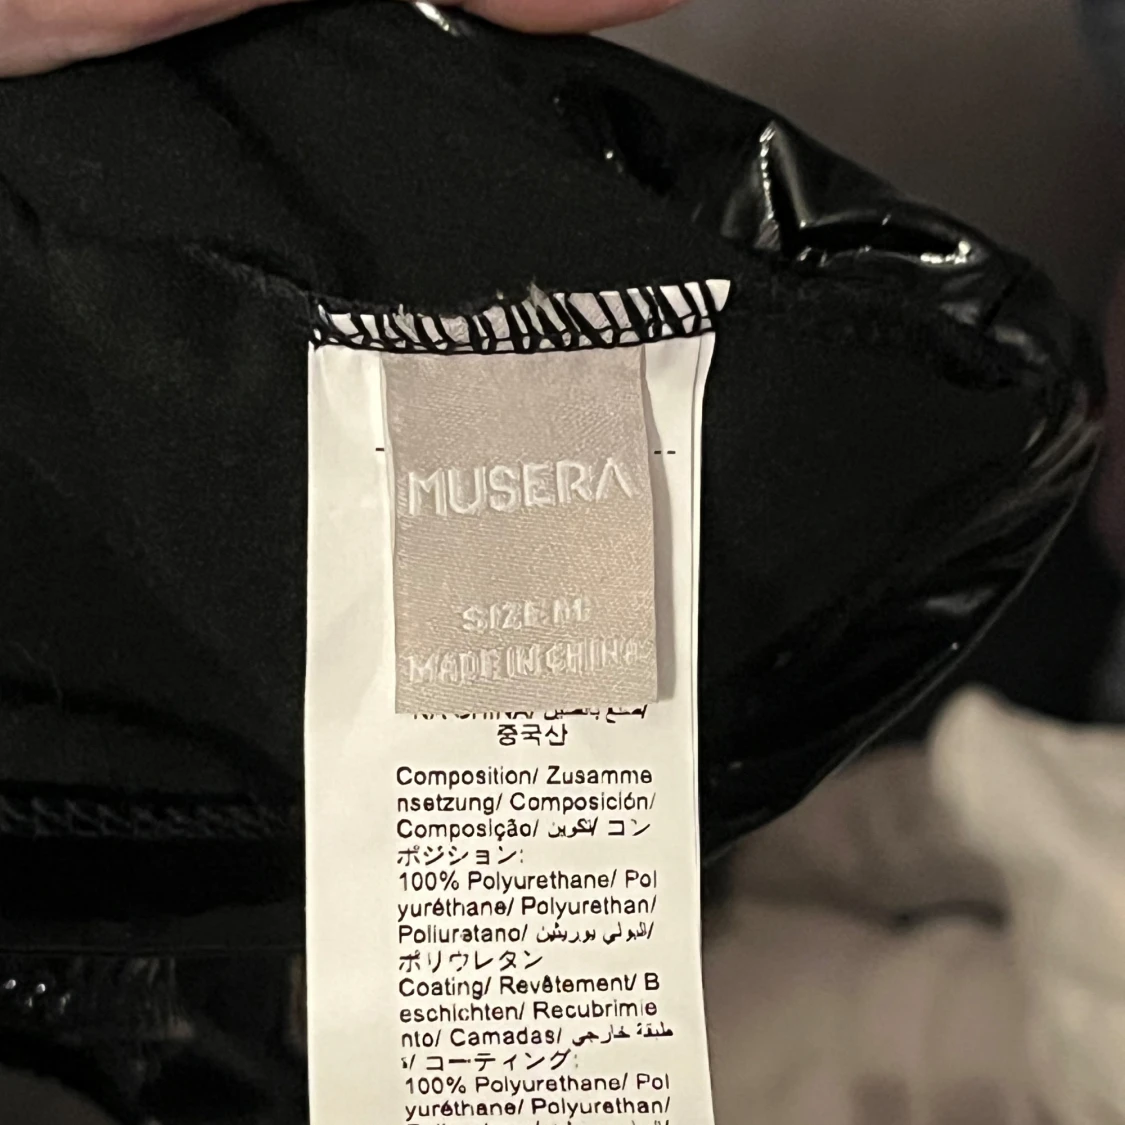 MUSERA
SIZE M
MADE IN CHINA
중국산
Composition/ Zusamme
nsetzung/ Composición/
Composição/ التكوين/ コン
ポジション:
100% Polyurethane/ Pol
yuréthane/ Polyurethan/
Poliuratano/ البولي يوريثين/
ポリウレタン
Coating/ Revêtement/ B
eschichten/ Recubrimie
nto/ Camadas/ طبقة خارجي
ة/ コーティング:
100% Polyurethane/ Pol
yuréthane/ Polyurethan/